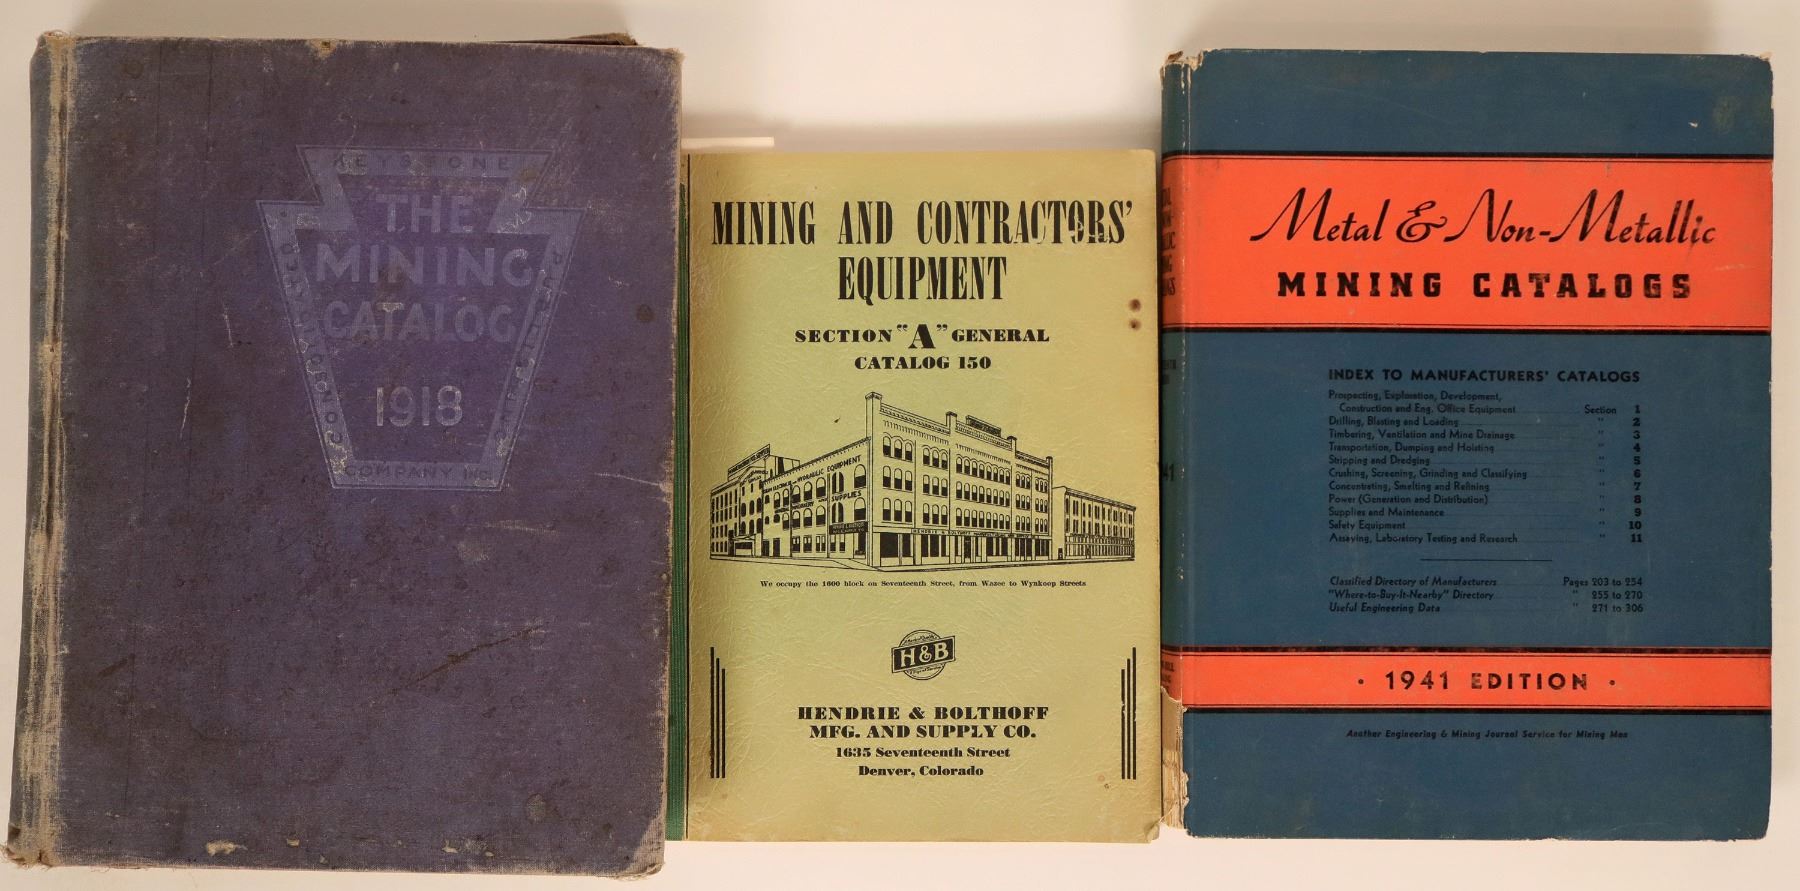 KEYSTONE
THE
MINING
CATALOG
1918
CONSOLIDATED
PUBLISHING
COMPANY INC.
MINING AND CONTRACTORS'
EQUIPMENT
SECTION "A" GENERAL
CATALOG 150
HYDRAULIC EQUIPMENT
SUPPLIES
We occupy the 1600 block on Seventeenth Street, from Wazee to Wynkoop Streets
H&B
HENDRIE & BOLTHOFF
MFG. AND SUPPLY CO.
1635 Seventeenth Street
Denver, Colorado
Metal & Non-Metallic
MINING CATALOGS
INDEX TO MANUFACTURERS' CATALOGS
Prospecting, Exploration, Development,
Construction and Eng. Office Equipment Section 1
Drilling, Blasting and Loading " 2
Timbering, Ventilation and Mine Drainage " 3
Transportation, Dumping and Hoisting " 4
Stripping and Dredging " 5
Crushing, Screening, Grinding and Classifying " 6
Concentrating, Smelting and Refining " 7
Power (Generation and Distribution) " 8
Supplies and Maintenance " 9
Safety Equipment " 10
Assaying, Laboratory Testing and Research " 11
Classified Directory of Manufacturers Pages 203 to 254
"Where-to-Buy-It-Nearby" Directory " 255 to 270
Useful Engineering Data " 271 to 306
· 1941 EDITION ·
Another Engineering & Mining Journal Service for Mining Men